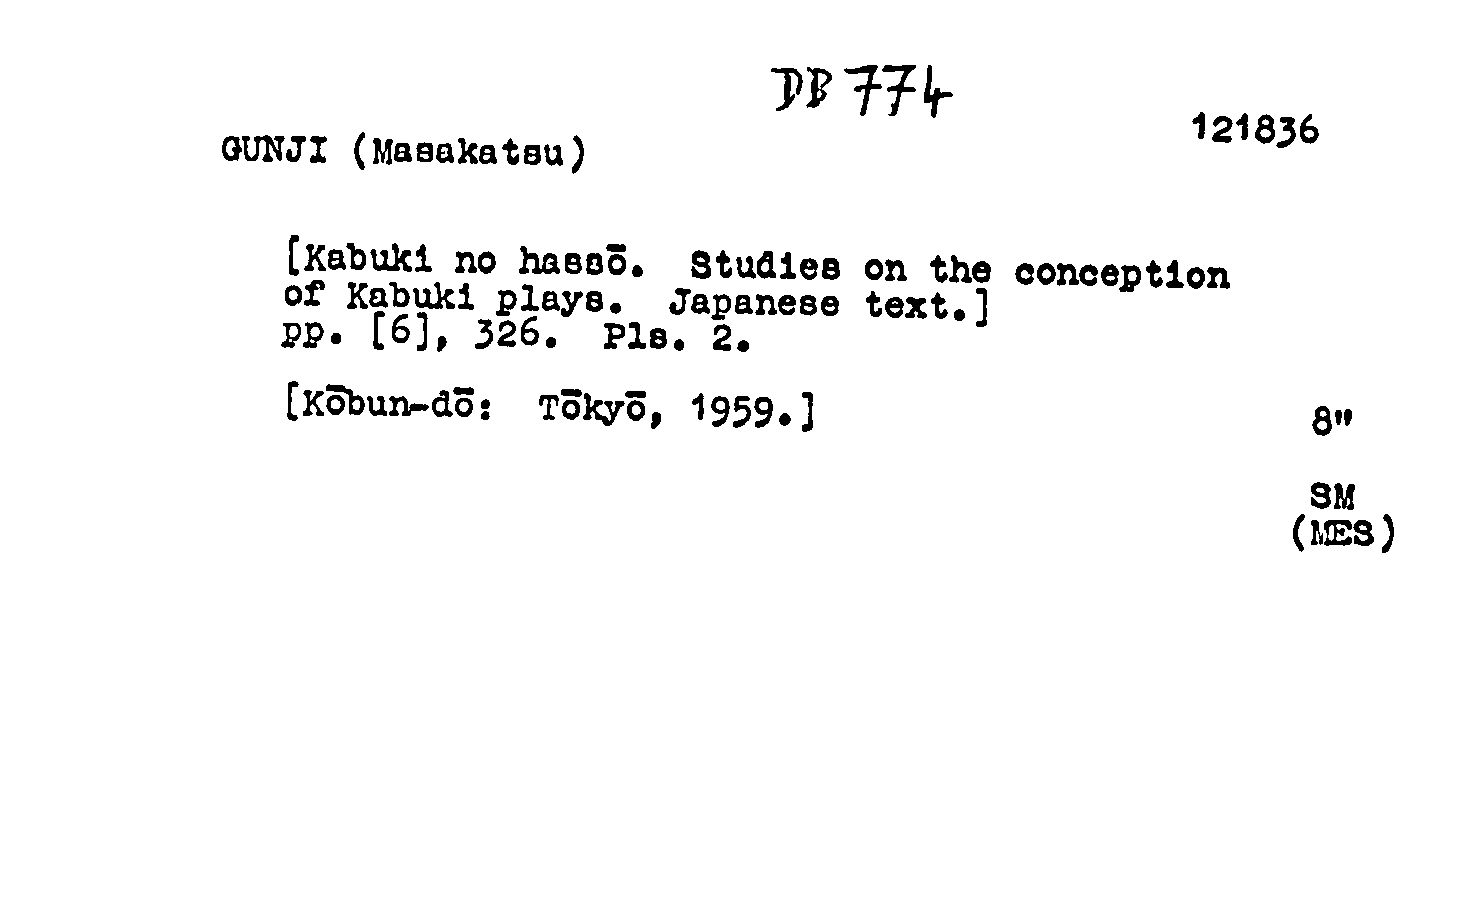 DB 774
121836
GUNJI (Masakatsu)
[Kabuki no hassō. Studies on the conception
of Kabuki plays. Japanese text.]
pp. [6], 326. Pls. 2.
[Kōbun-dō: Tōkyō, 1959.]
8"
SM
(MES)